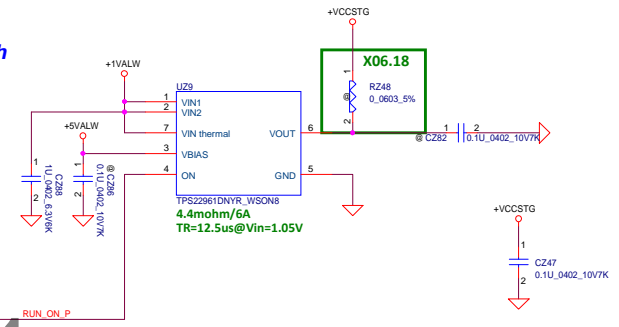 +VCCSTG
h
X06.18
+1VALW
1
RZ48
@
0_0603_5%
2
UZ9
1
VIN1
2
VIN2
+5VALW
7
VIN thermal
VOUT
6
@ CZ82
1
2
0.1U_0402_10V7K
3
VBIAS
4
ON
GND
5
1
CZ88
1U_0402_6.3V6K
2
1
@ CZ86
0.1U_0402_10V7K
2
TPS22961DNYR_WSON8
4.4mohm/6A
TR=12.5us@Vin=1.05V
+VCCSTG
1
CZ47
0.1U_0402_10V7K
2
RUN_ON_P